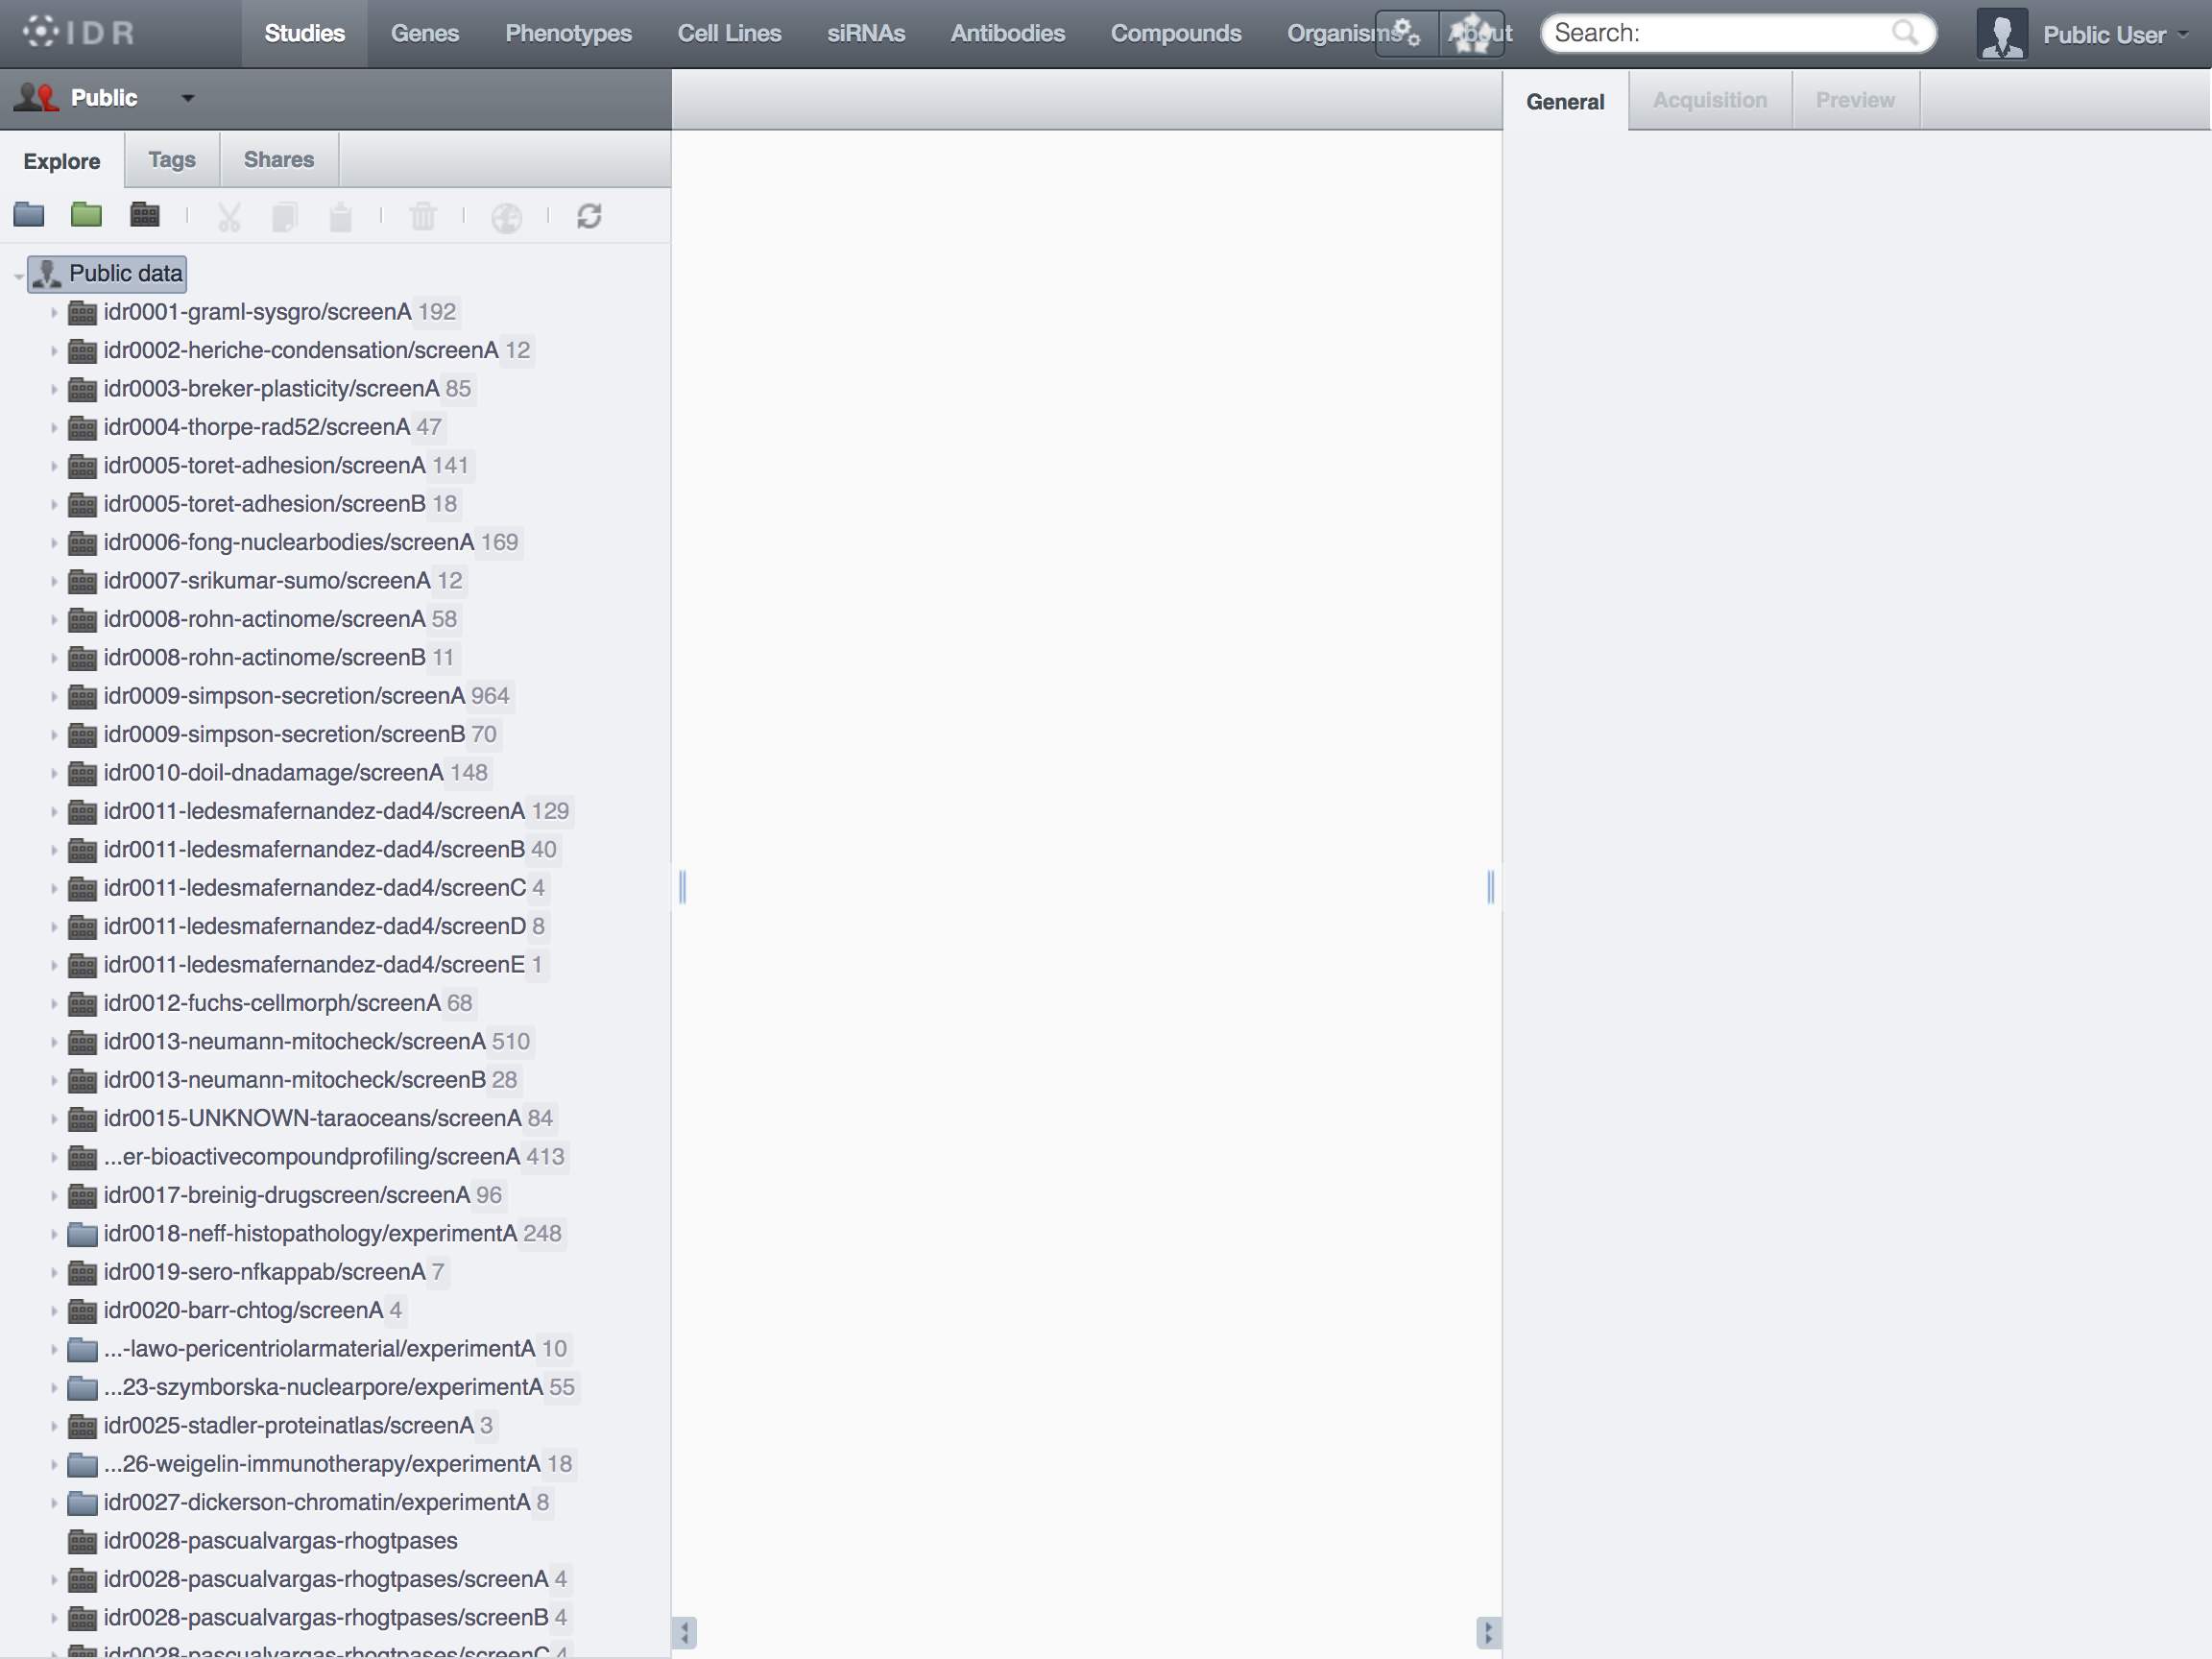 IDR Studies Genes Phenotypes Cell Lines siRNAs Antibodies Compounds Organisms About Search: Public User
Public
General Acquisition Preview
Explore Tags Shares
Public data
idr0001-graml-sysgro/screenA 192
idr0002-heriche-condensation/screenA 12
idr0003-breker-plasticity/screenA 85
idr0004-thorpe-rad52/screenA 47
idr0005-toret-adhesion/screenA 141
idr0005-toret-adhesion/screenB 18
idr0006-fong-nuclearbodies/screenA 169
idr0007-srikumar-sumo/screenA 12
idr0008-rohn-actinome/screenA 58
idr0008-rohn-actinome/screenB 11
idr0009-simpson-secretion/screenA 964
idr0009-simpson-secretion/screenB 70
idr0010-doil-dnadamage/screenA 148
idr0011-ledesmafernandez-dad4/screenA 129
idr0011-ledesmafernandez-dad4/screenB 40
idr0011-ledesmafernandez-dad4/screenC 4
idr0011-ledesmafernandez-dad4/screenD 8
idr0011-ledesmafernandez-dad4/screenE 1
idr0012-fuchs-cellmorph/screenA 68
idr0013-neumann-mitocheck/screenA 510
idr0013-neumann-mitocheck/screenB 28
idr0015-UNKNOWN-taraoceans/screenA 84
...er-bioactivecompoundprofiling/screenA 413
idr0017-breinig-drugscreen/screenA 96
idr0018-neff-histopathology/experimentA 248
idr0019-sero-nfkappab/screenA 7
idr0020-barr-chtog/screenA 4
...-lawo-pericentriolarmaterial/experimentA 10
...23-szymborska-nuclearpore/experimentA 55
idr0025-stadler-proteinatlas/screenA 3
...26-weigelin-immunotherapy/experimentA 18
idr0027-dickerson-chromatin/experimentA 8
idr0028-pascualvargas-rhogtpases
idr0028-pascualvargas-rhogtpases/screenA 4
idr0028-pascualvargas-rhogtpases/screenB 4
idr0028-pascualvargas-rhogtpases/screenC 4